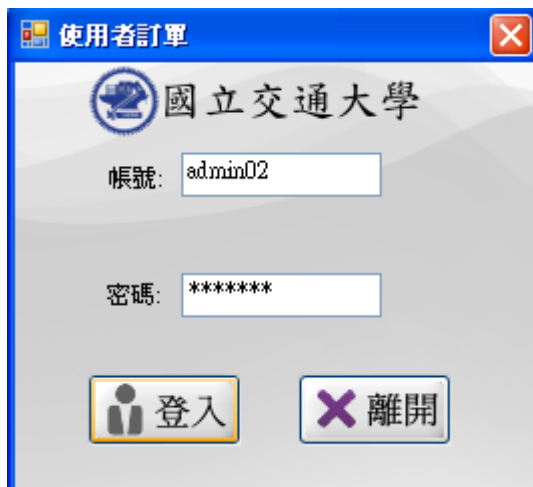 使用者訂單
國立交通大學
帳號: admin02
密碼: *******
登入 離開